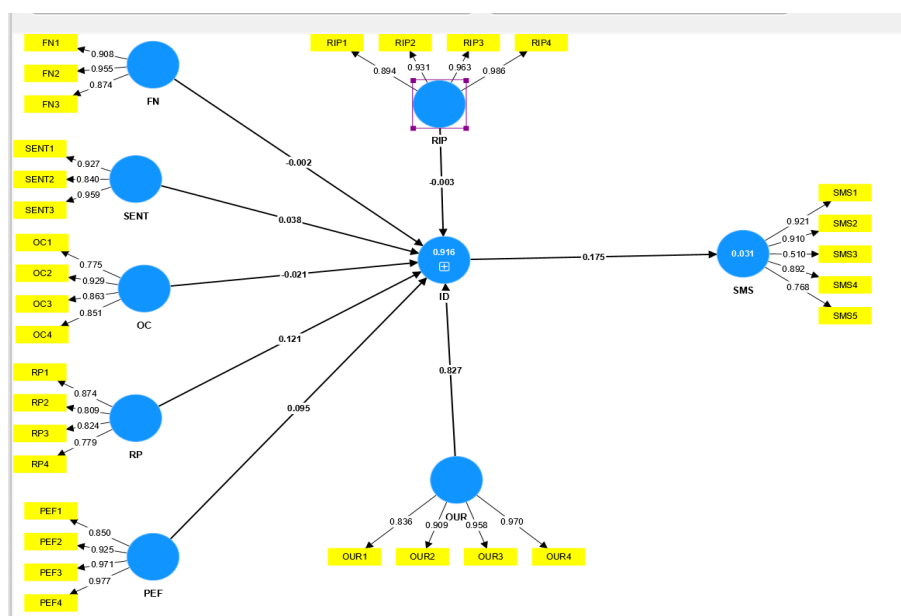 FN1
FN2
FN3
0.908
0.955
0.874
FN
RIP1
RIP2
RIP3
RIP4
0.894
0.931
0.963
0.986
RIP
SENT1
SENT2
SENT3
0.927
0.840
0.959
SENT
OC1
OC2
OC3
OC4
0.775
0.929
0.863
0.851
OC
RP1
RP2
RP3
RP4
0.874
0.809
0.824
0.779
RP
PEF1
PEF2
PEF3
PEF4
0.850
0.925
0.971
0.977
PEF
-0.002
0.038
-0.021
0.121
0.095
-0.003
0.827
0.916
ID
0.175
0.031
SMS
0.921
0.910
0.510
0.892
0.768
SMS1
SMS2
SMS3
SMS4
SMS5
OUR
0.836
0.909
0.958
0.970
OUR1
OUR2
OUR3
OUR4